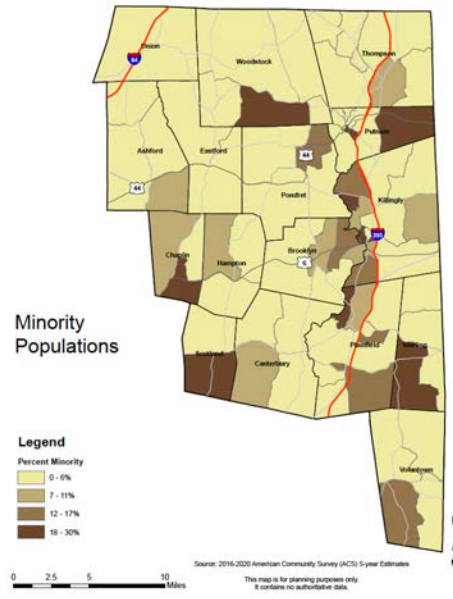 Union
84
Woodstock
Thompson
Putnam
44
Ashford
Eastford
44
Pomfret
Killingly
395
Chaplin
Hampton
Brooklyn
6
Minority
Populations
Scotland
Canterbury
Plainfield
Sterling
Legend
Percent Minority
0 - 6%
7 - 11%
12 - 17%
18 - 30%
Voluntown
Source: 2016-2020 American Community Survey (ACS) 5-year Estimates
0 2.5 5 10
Miles
This map is for planning purposes only.
It contains no authoritative data.